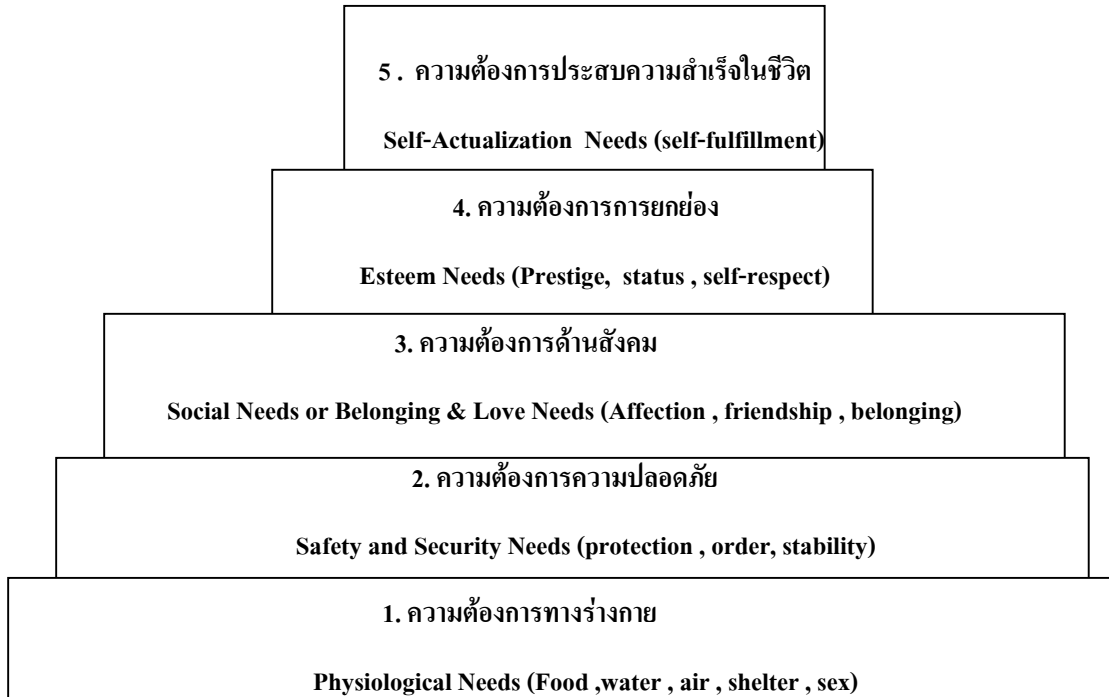 5 . ความต้องการประสบความสำเร็จในชีวิต
Self-Actualization Needs (self-fulfillment)
4. ความต้องการการยกย่อง
Esteem Needs (Prestige, status , self-respect)
3. ความต้องการด้านสังคม
Social Needs or Belonging & Love Needs (Affection , friendship , belonging)
2. ความต้องการความปลอดภัย
Safety and Security Needs (protection , order, stability)
1. ความต้องการทางร่างกาย
Physiological Needs (Food ,water , air , shelter , sex)